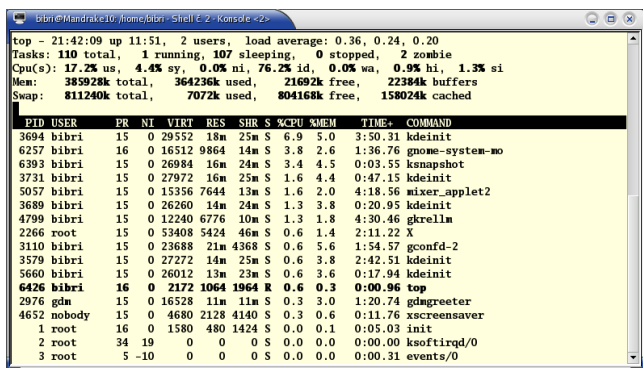 bibri@Mandrake10: /home/bibri - Shell č. 2 - Konsole <2>
top - 21:42:09 up 11:51,  2 users,  load average: 0.36, 0.24, 0.20
Tasks: 110 total,   1 running, 107 sleeping,   0 stopped,   2 zombie
Cpu(s): 17.2% us,  4.4% sy,  0.0% ni, 76.2% id,  0.0% wa,  0.9% hi,  1.3% si
Mem:    385928k total,   364236k used,    21692k free,    22384k buffers
Swap:   811240k total,     7072k used,   804168k free,   158024k cached
PID USER      PR  NI  VIRT  RES  SHR S %CPU %MEM    TIME+  COMMAND
3694 bibri     15   0 29552  18m  25m S  6.9  5.0   3:50.31 kdeinit
6257 bibri     16   0 16512 9864  14m S  3.8  2.6   1:36.76 gnome-system-mo
6393 bibri     15   0 26984  16m  24m S  3.4  4.5   0:03.55 ksnapshot
3731 bibri     15   0 27972  16m  25m S  1.6  4.4   0:47.15 kdeinit
5057 bibri     15   0 15356 7644  13m S  1.6  2.0   4:18.56 mixer_applet2
3689 bibri     15   0 26260  14m  24m S  1.3  3.8   0:20.95 kdeinit
4799 bibri     15   0 12240 6776  10m S  1.3  1.8   4:30.46 gkrellm
2266 root      15   0 53408 5424  46m S  0.6  1.4   2:11.22 X
3110 bibri     15   0 23688  21m 4368 S  0.6  5.6   1:54.57 gconfd-2
3579 bibri     15   0 27272  14m  25m S  0.6  3.8   2:42.51 kdeinit
5660 bibri     15   0 26012  13m  23m S  0.6  3.6   0:17.94 kdeinit
6426 bibri     16   0  2172 1064 1964 R  0.6  0.3   0:00.96 top
2976 gdm       15   0 16528  11m  11m S  0.3  3.0   1:20.74 gdmgreeter
4652 nobody    15   0  4680 2128 4140 S  0.3  0.6   0:11.76 xscreensaver
1 root      16   0  1580  480 1424 S  0.0  0.1   0:05.03 init
2 root      34  19     0    0    0 S  0.0  0.0   0:00.00 ksoftirqd/0
3 root       5 -10     0    0    0 S  0.0  0.0   0:00.31 events/0